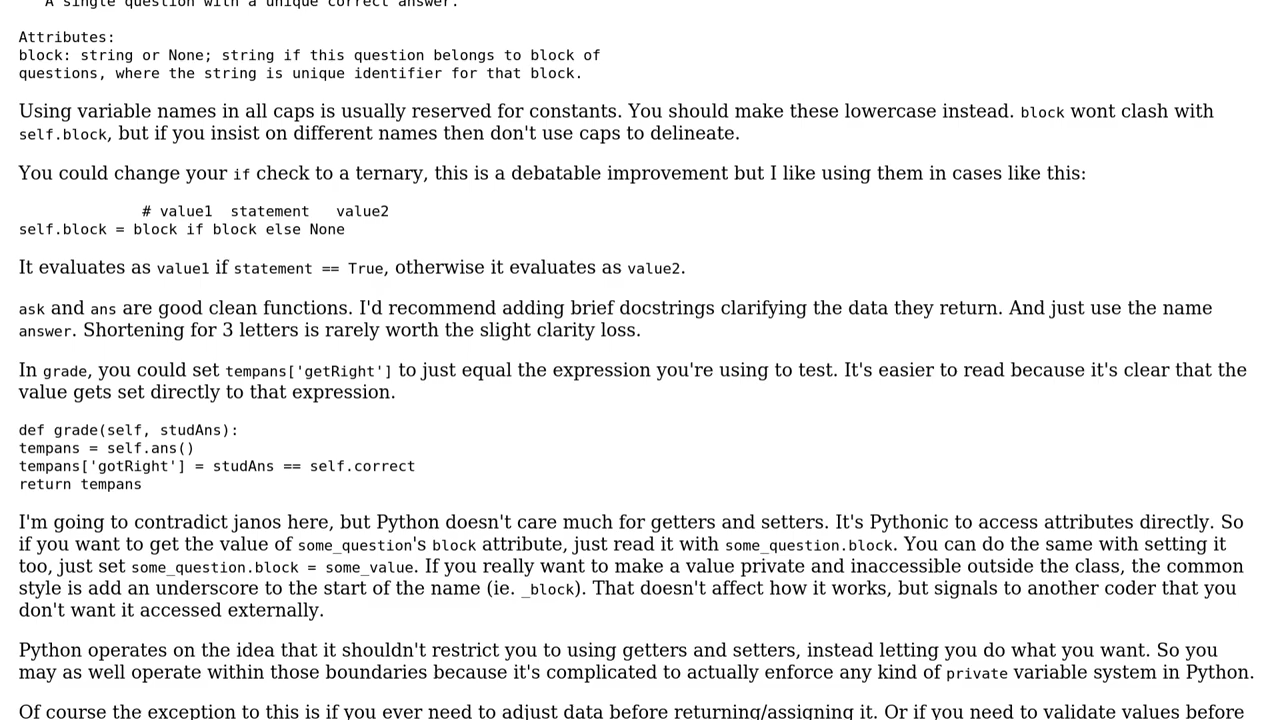 A single question with a unique correct answer.
Attributes:
block: string or None; string if this question belongs to block of
questions, where the string is unique identifier for that block.
Using variable names in all caps is usually reserved for constants. You should make these lowercase instead. block wont clash with
self.block, but if you insist on different names then don't use caps to delineate.
You could change your if check to a ternary, this is a debatable improvement but I like using them in cases like this:
# value1  statement   value2
self.block = block if block else None
It evaluates as value1 if statement == True, otherwise it evaluates as value2.
ask and ans are good clean functions. I'd recommend adding brief docstrings clarifying the data they return. And just use the name
answer. Shortening for 3 letters is rarely worth the slight clarity loss.
In grade, you could set tempans['getRight'] to just equal the expression you're using to test. It's easier to read because it's clear that the
value gets set directly to that expression.
def grade(self, studAns):
tempans = self.ans()
tempans['gotRight'] = studAns == self.correct
return tempans
I'm going to contradict janos here, but Python doesn't care much for getters and setters. It's Pythonic to access attributes directly. So
if you want to get the value of some_question's block attribute, just read it with some_question.block. You can do the same with setting it
too, just set some_question.block = some_value. If you really want to make a value private and inaccessible outside the class, the common
style is add an underscore to the start of the name (ie. _block). That doesn't affect how it works, but signals to another coder that you
don't want it accessed externally.
Python operates on the idea that it shouldn't restrict you to using getters and setters, instead letting you do what you want. So you
may as well operate within those boundaries because it's complicated to actually enforce any kind of private variable system in Python.
Of course the exception to this is if you ever need to adjust data before returning/assigning it. Or if you need to validate values before